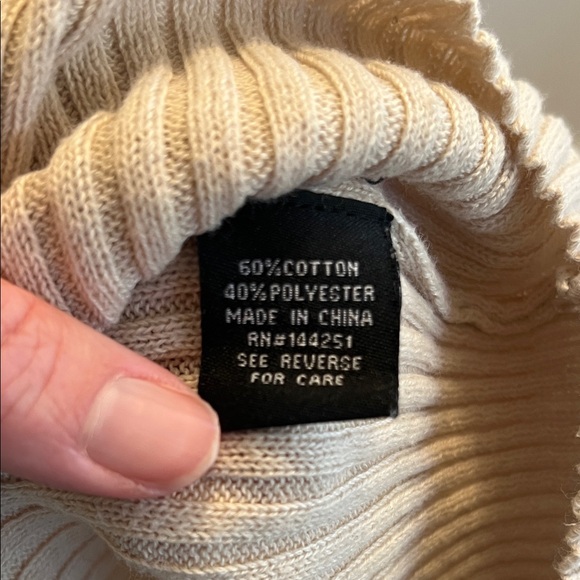 60%COTTON
40%POLYESTER
MADE IN CHINA
RN#144251
SEE REVERSE
FOR CARE